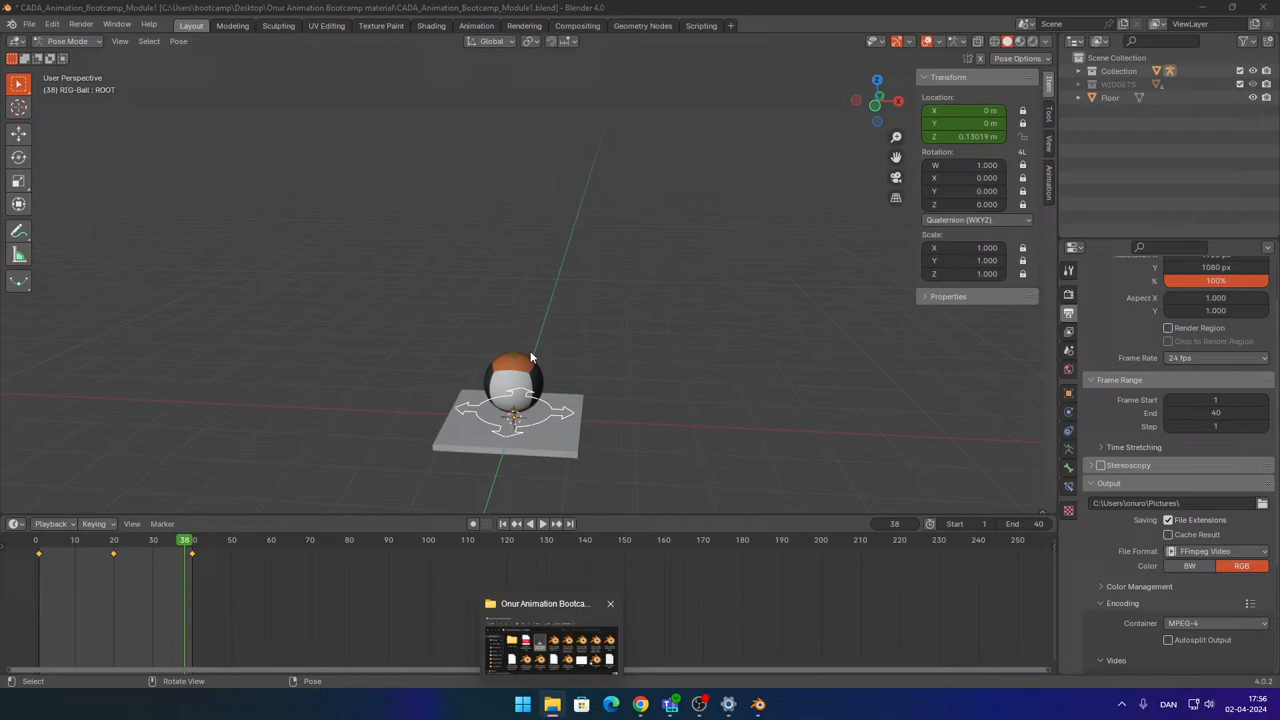 * CADA_Animation_Bootcamp_Module1 [C:\Users\bootcamp\Desktop\Onur Animation Bootcamp material\CADA_Animation_Bootcamp_Module1.blend] - Blender 4.0
File Edit Render Window Help Layout Modeling Sculpting UV Editing Texture Paint Shading Animation Rendering Compositing Geometry Nodes Scripting + Scene ViewLayer
Pose Mode View Select Pose Global
Pose Options
User Perspective
(38) RIG-Ball : ROOT
Transform
Location:
X 0 m
Y 0 m
Z 0.13019 m
Rotation: 4L
W 1.000
X 0.000
Y 0.000
Z 0.000
Quaternion (WXYZ)
Scale:
X 1.000
Y 1.000
Z 1.000
Properties
Item
Tool
View
Animation
Z
X
Y
Scene Collection
Collection
WIDGETS
Floor
Y 1080 px
% 100%
Aspect X 1.000
Y 1.000
Render Region
Crop to Render Region
Frame Rate 24 fps
Frame Range
Frame Start 1
End 40
Step 1
Time Stretching
Stereoscopy
Output
C:\Users\onuro\Pictures\
Saving File Extensions
Cache Result
File Format FFmpeg Video
Color BW RGB
Color Management
Encoding
Container MPEG-4
Autosplit Output
Video
Playback Keying View Marker 38 Start 1 End 40
0 10 20 30 38 0 50 60 70 80 90 100 110 120 130 140 150 160 170 180 190 200 210 220 230 240 250
Onur Animation Bootca...
Select Rotate View Pose 4.0.2
DAN
17:56
02-04-2024